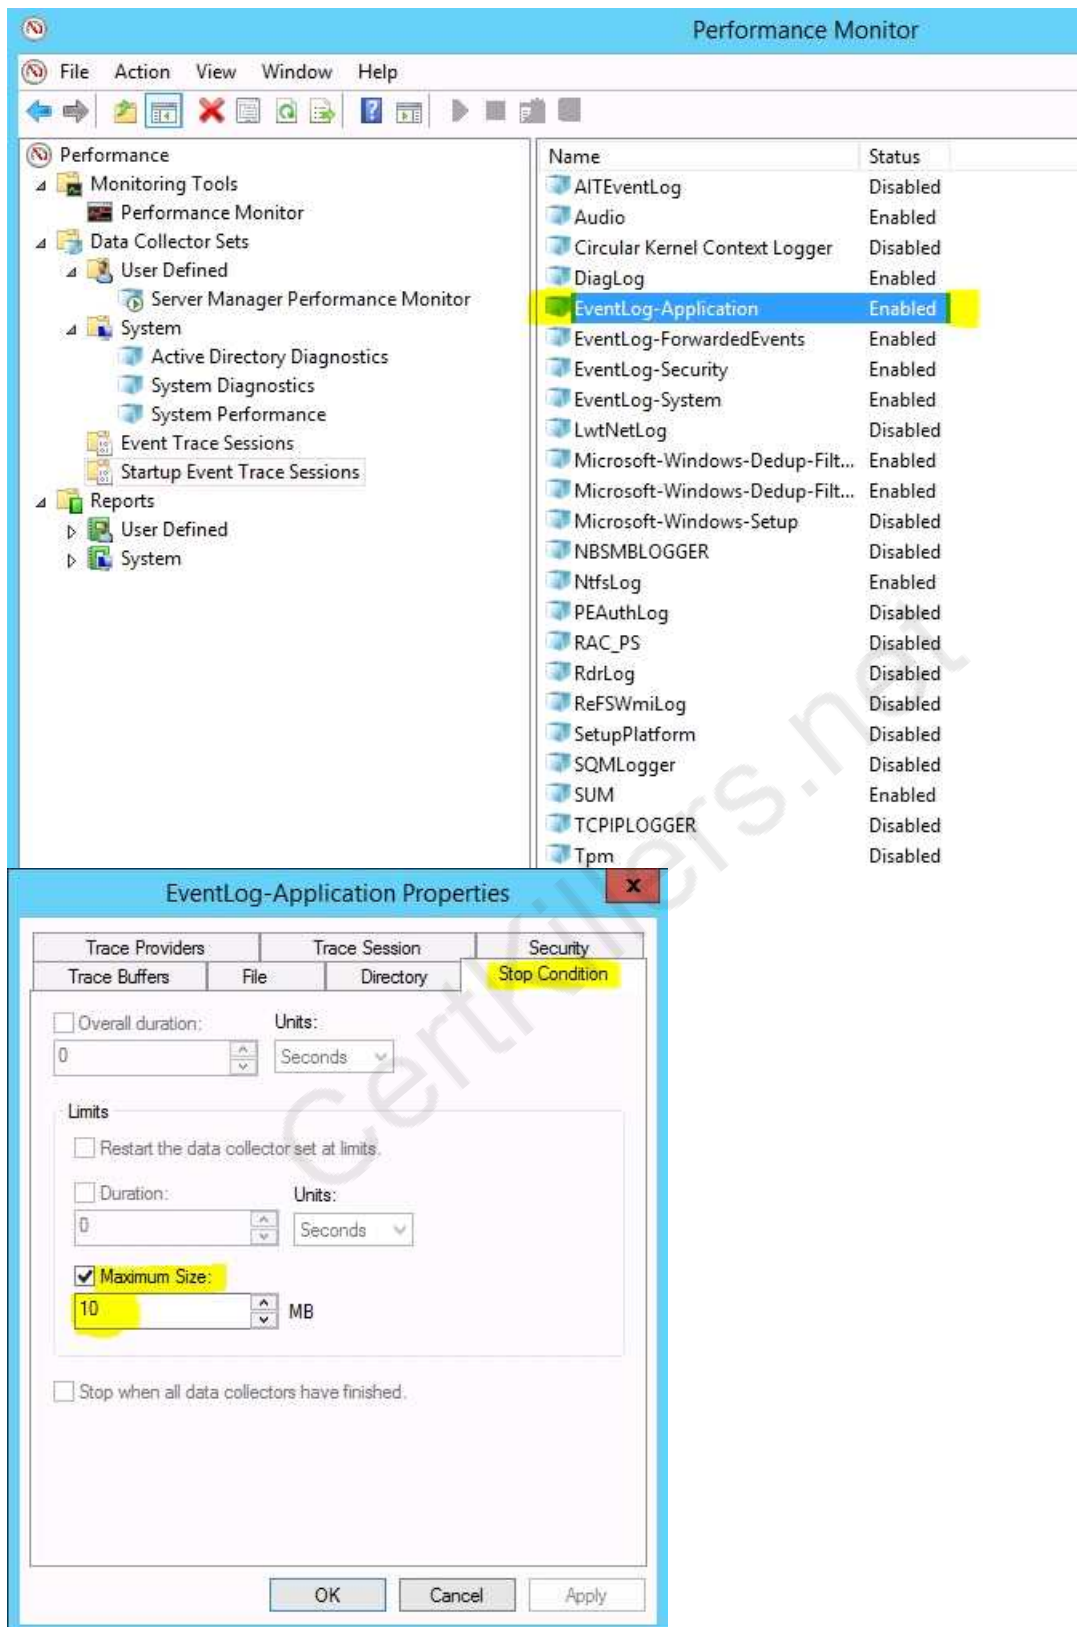 Performance Monitor
File Action View Window Help
Performance
Monitoring Tools
Performance Monitor
Data Collector Sets
User Defined
Server Manager Performance Monitor
System
Active Directory Diagnostics
System Diagnostics
System Performance
Event Trace Sessions
Startup Event Trace Sessions
Reports
User Defined
System
Name Status
AITEventLog Disabled
Audio Enabled
Circular Kernel Context Logger Disabled
DiagLog Enabled
EventLog-Application Enabled
EventLog-ForwardedEvents Enabled
EventLog-Security Enabled
EventLog-System Enabled
LwtNetLog Disabled
Microsoft-Windows-Dedup-Filt... Enabled
Microsoft-Windows-Dedup-Filt... Enabled
Microsoft-Windows-Setup Disabled
NBSMBLOGGER Disabled
NtfsLog Enabled
PEAuthLog Disabled
RAC_PS Disabled
RdrLog Disabled
ReFSWmiLog Disabled
SetupPlatform Disabled
SQMLogger Disabled
SUM Enabled
TCPIPLOGGER Disabled
Tpm Disabled
CertKillers.net
EventLog-Application Properties
x
Trace Providers Trace Session Security
Trace Buffers File Directory Stop Condition
Overall duration: Units:
0 Seconds
Limits
Restart the data collector set at limits.
Duration: Units:
0 Seconds
Maximum Size:
10 MB
Stop when all data collectors have finished.
OK Cancel Apply